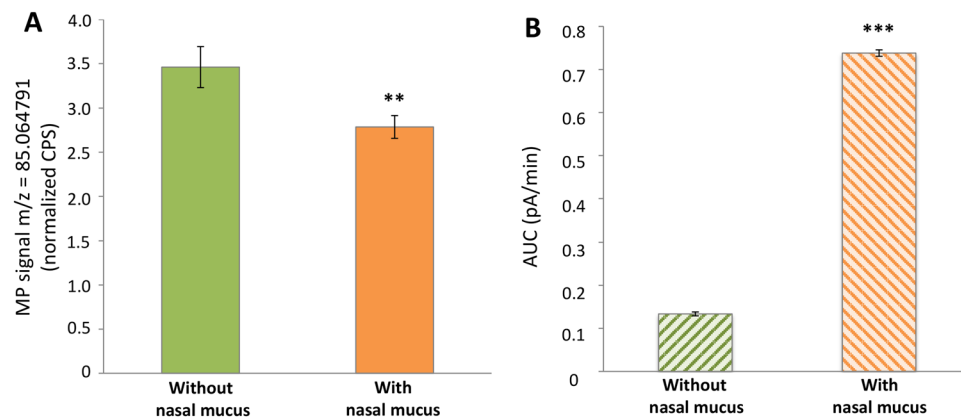 A
MP signal m/z = 85.064791
(normalized CPS)
4.0
3.5
3.0
2.5
2.0
1.5
1.0
0.5
0
**
Without
nasal mucus
With
nasal mucus
B
AUC (pA/min)
0.8
0.7
0.6
0.5
0.4
0.3
0.2
0.1
0
***
Without
nasal mucus
With
nasal mucus